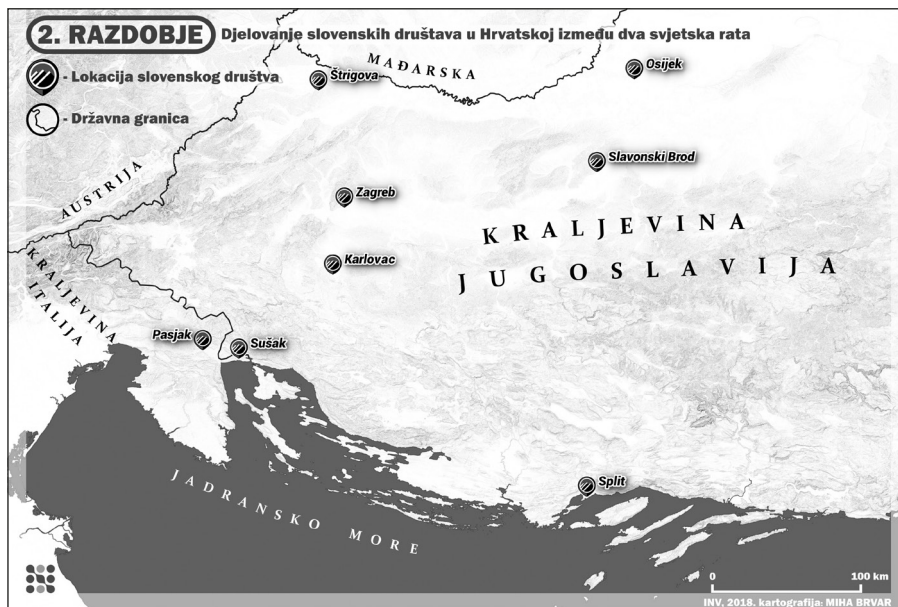 2. RAZDOBJE Djelovanje slovenskih društava u Hrvatskoj između dva svjetska rata
- Lokacija slovenskog društva
- Državna granica
MAĐARSKA
Štrigova
Osijek
AUSTRIJA
Zagreb
Slavonski Brod
KRALJEVINA
JUGOSLAVIJA
Karlovac
KRALJEVINA
ITALIJA
Pasjak
Sušak
JADRANSKO MORE
Split
0 100 km
INV, 2018, kartografija: MIHA BRVAR